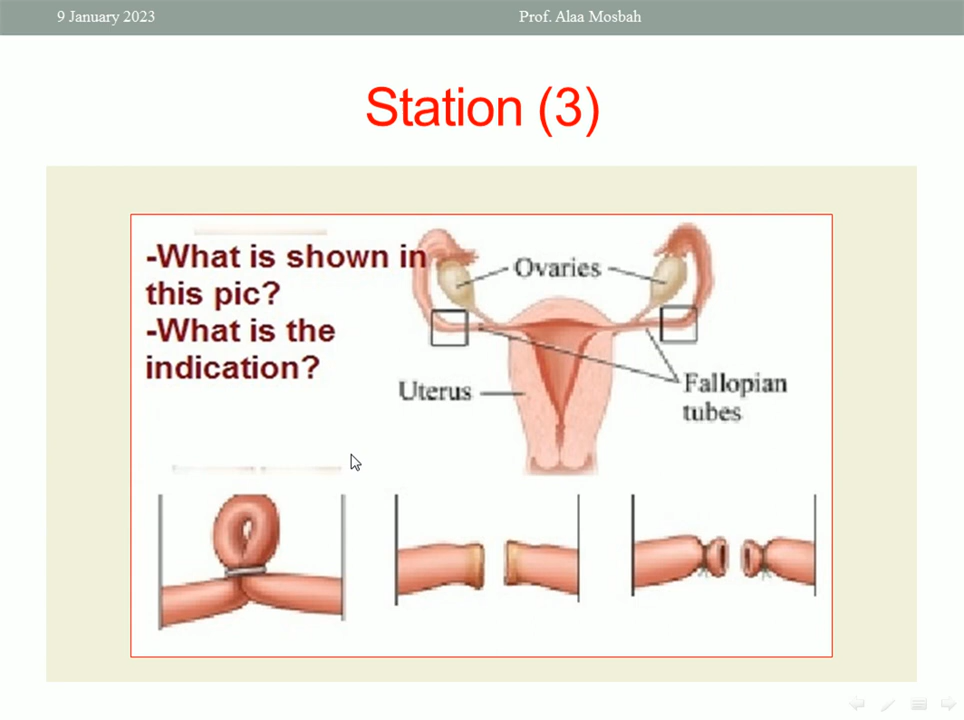 9 January 2023
Prof. Alaa Mosbah
Station (3)
-What is shown in
this pic?
-What is the
indication?
Ovaries
Uterus
Fallopian
tubes